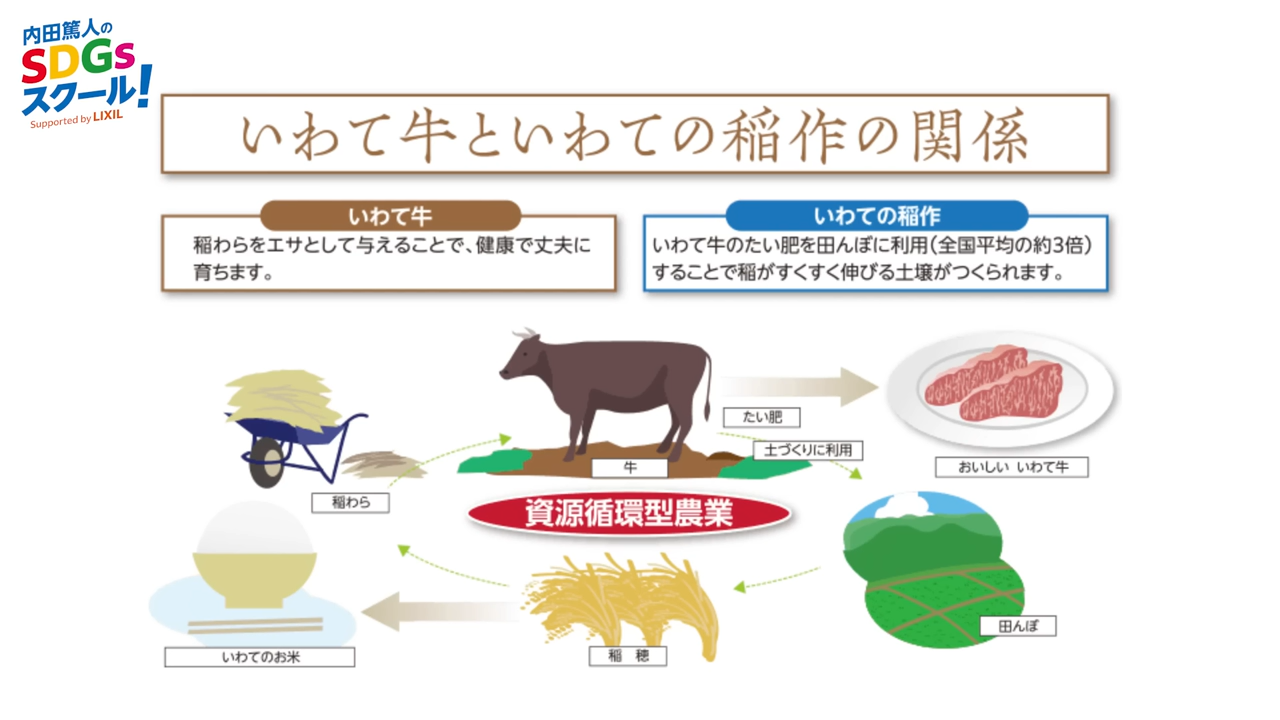 内田篤人の
SDGs
スクール!
Supported by LIXIL
いわて牛といわての稲作の関係
いわて牛
稲わらをエサとして与えることで、健康で丈夫に
育ちます。
いわての稲作
いわて牛のたい肥を田んぼに利用(全国平均の約3倍)
することで稲がすくすく伸びる土壌がつくられます。
たい肥
土づくりに利用
牛
おいしい いわて牛
稲わら
資源循環型農業
田んぼ
稲 穂
いわてのお米